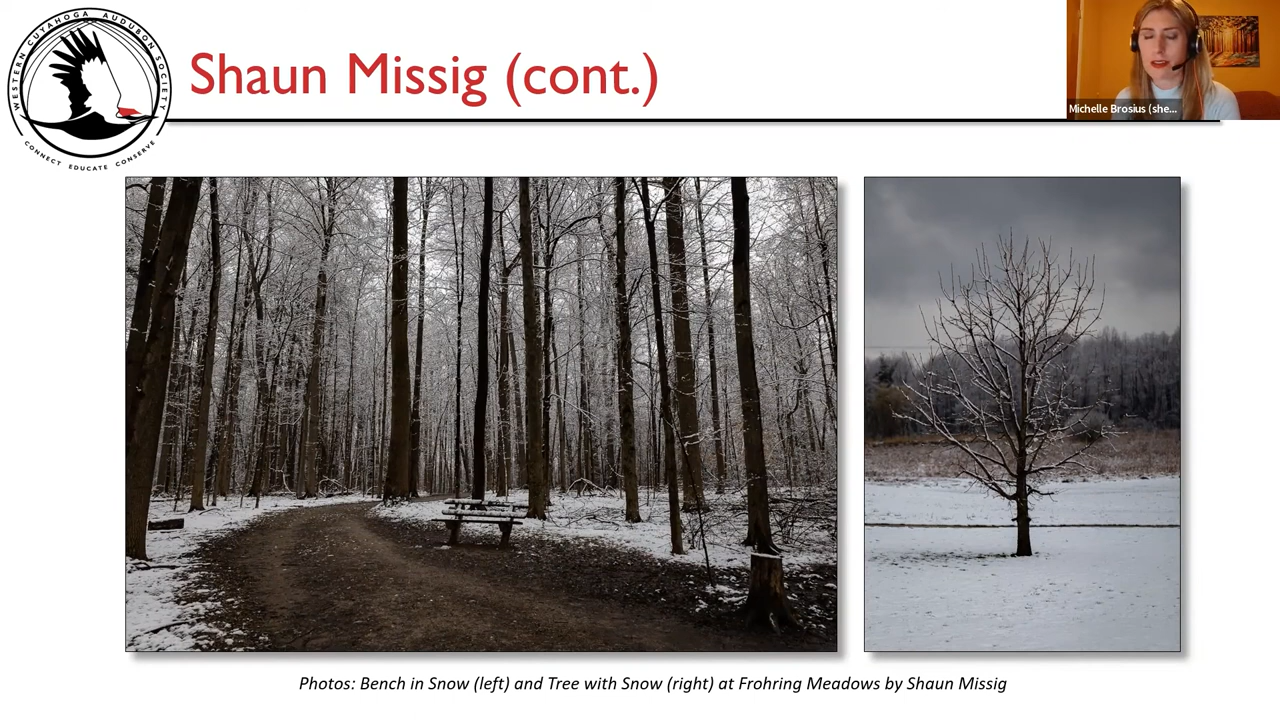 WESTERN CUYAHOGA AUDUBON SOCIETY
CONNECT EDUCATE CONSERVE
Shaun Missig (cont.)
Michelle Brosius (she...
Photos: Bench in Snow (left) and Tree with Snow (right) at Frohring Meadows by Shaun Missig